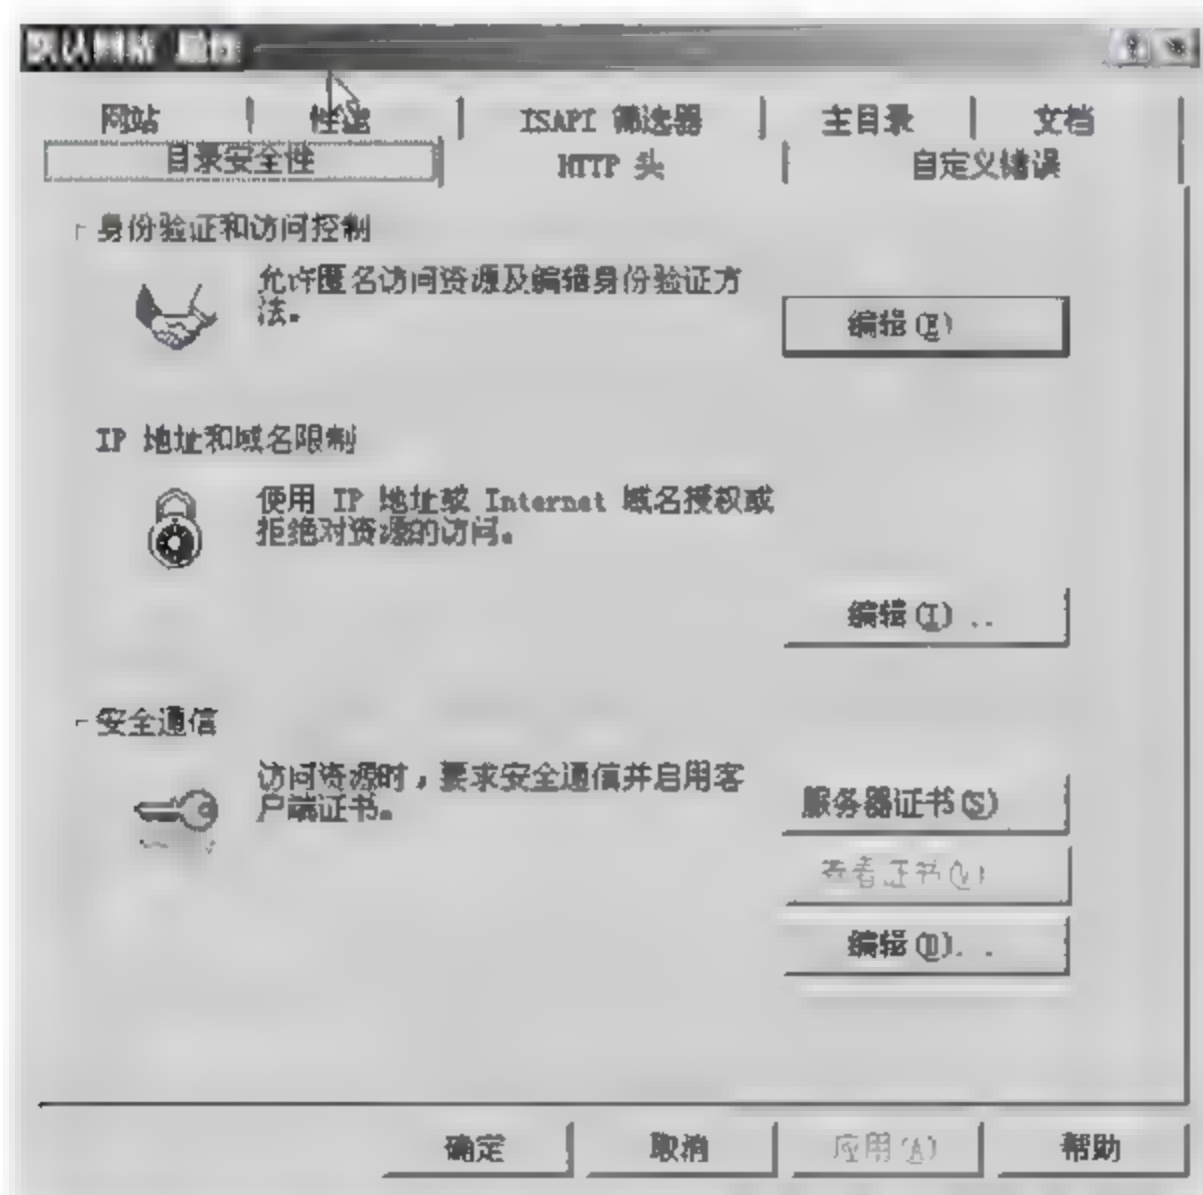 默认网站 属性
网站 性能 ISAPI 筛选器 主目录 文档
目录安全性 HTTP 头 自定义错误
身份验证和访问控制
允许匿名访问资源及编辑身份验证方
法。
编辑(E)
IP 地址和域名限制
使用 IP 地址或 Internet 域名授权或
拒绝对资源的访问。
编辑(I)..
安全通信
访问资源时,要求安全通信并启用客
户端证书。
服务器证书(S)
查看证书(V)
编辑(D)...
确定 取消 应用(A) 帮助